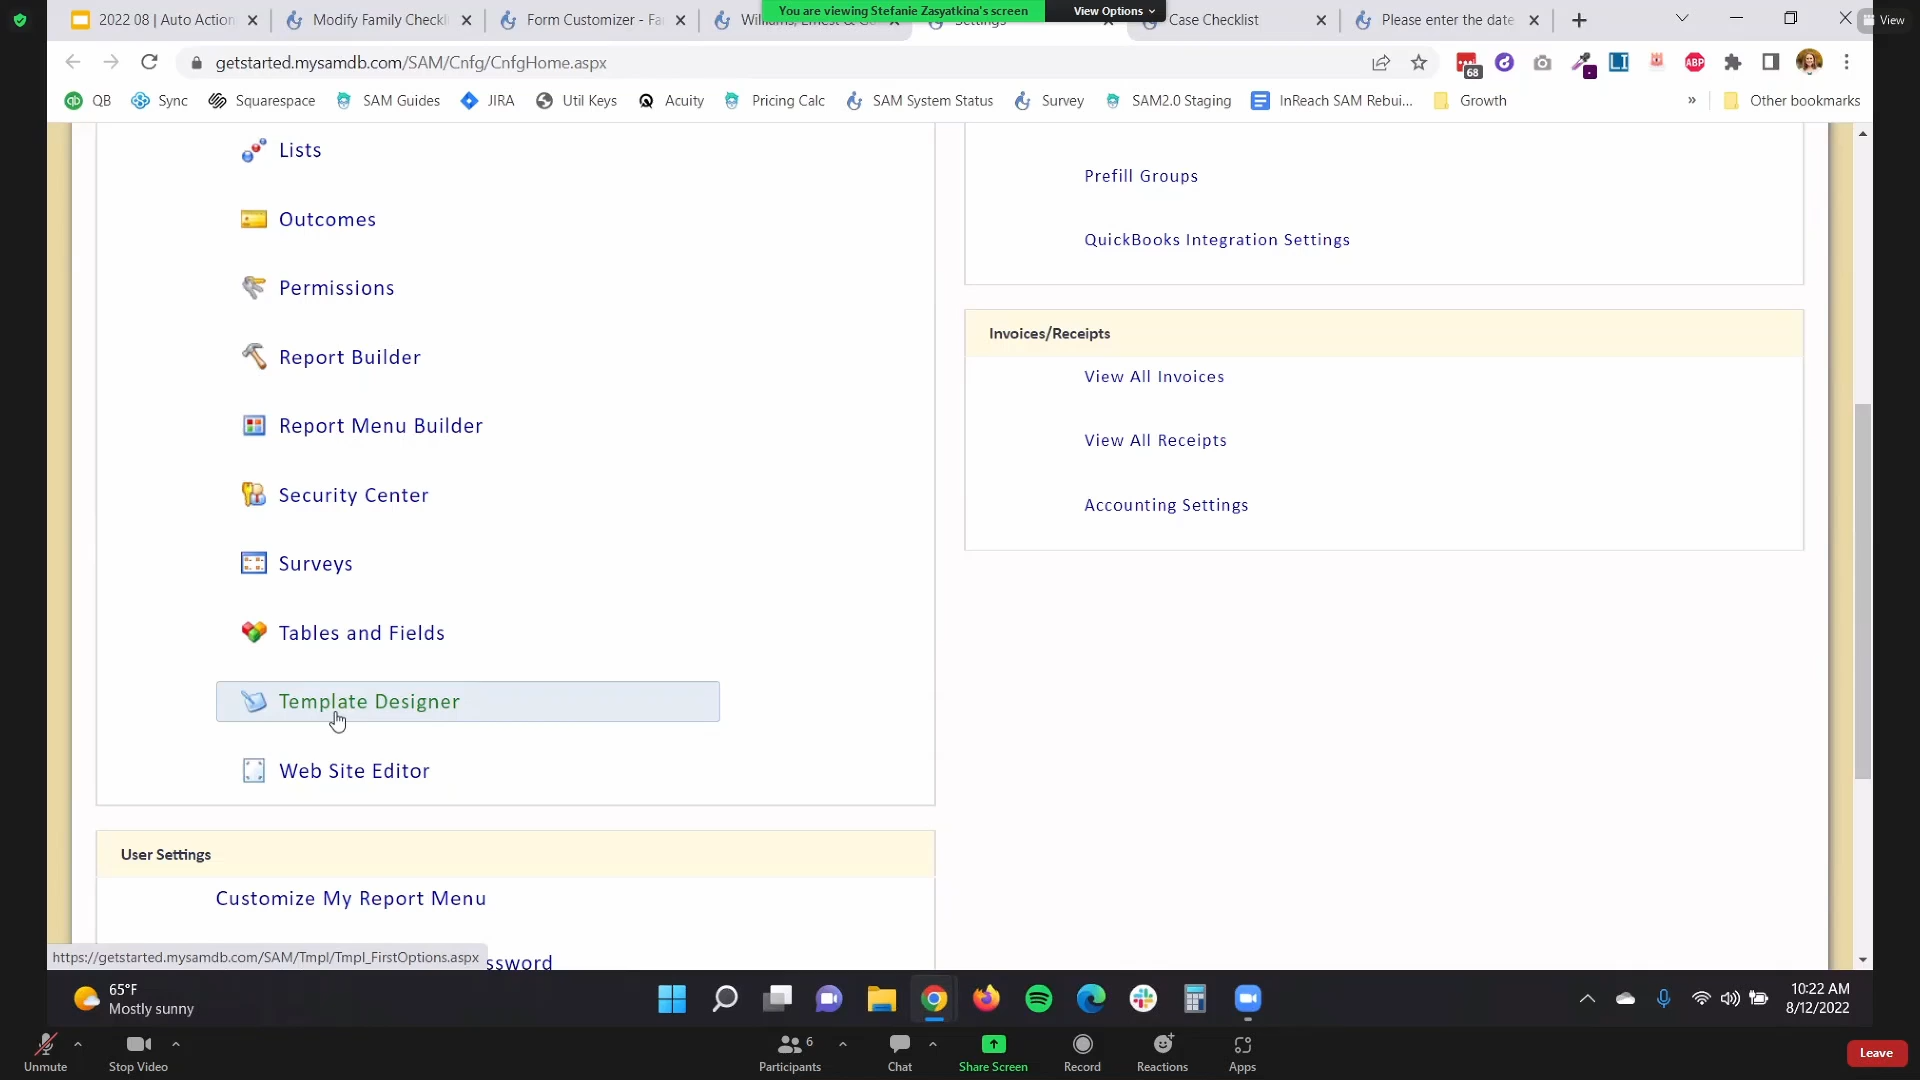 2022 08 | Auto Action
Modify Family Checkl
Form Customizer - Fa
Williams, Ernest &
You are viewing Stefanie Zasyatkina's screen
View Options
Settings
Case Checklist
Please enter the date
View
getstarted.mysamdb.com/SAM/Cnfg/CnfgHome.aspx
68
ABP
QB
Sync
Squarespace
SAM Guides
JIRA
Util Keys
Acuity
Pricing Calc
SAM System Status
Survey
SAM2.0 Staging
InReach SAM Rebui...
Growth
»
Other bookmarks
Lists
Outcomes
Permissions
Report Builder
Report Menu Builder
Security Center
Surveys
Tables and Fields
Template Designer
Web Site Editor
User Settings
Customize My Report Menu
ssword
Prefill Groups
QuickBooks Integration Settings
Invoices/Receipts
View All Invoices
View All Receipts
Accounting Settings
https://getstarted.mysamdb.com/SAM/Tmpl/Tmpl_FirstOptions.aspx
65°F
Mostly sunny
10:22 AM
8/12/2022
Unmute
Stop Video
Participants
6
Chat
Share Screen
Record
Reactions
Apps
Leave